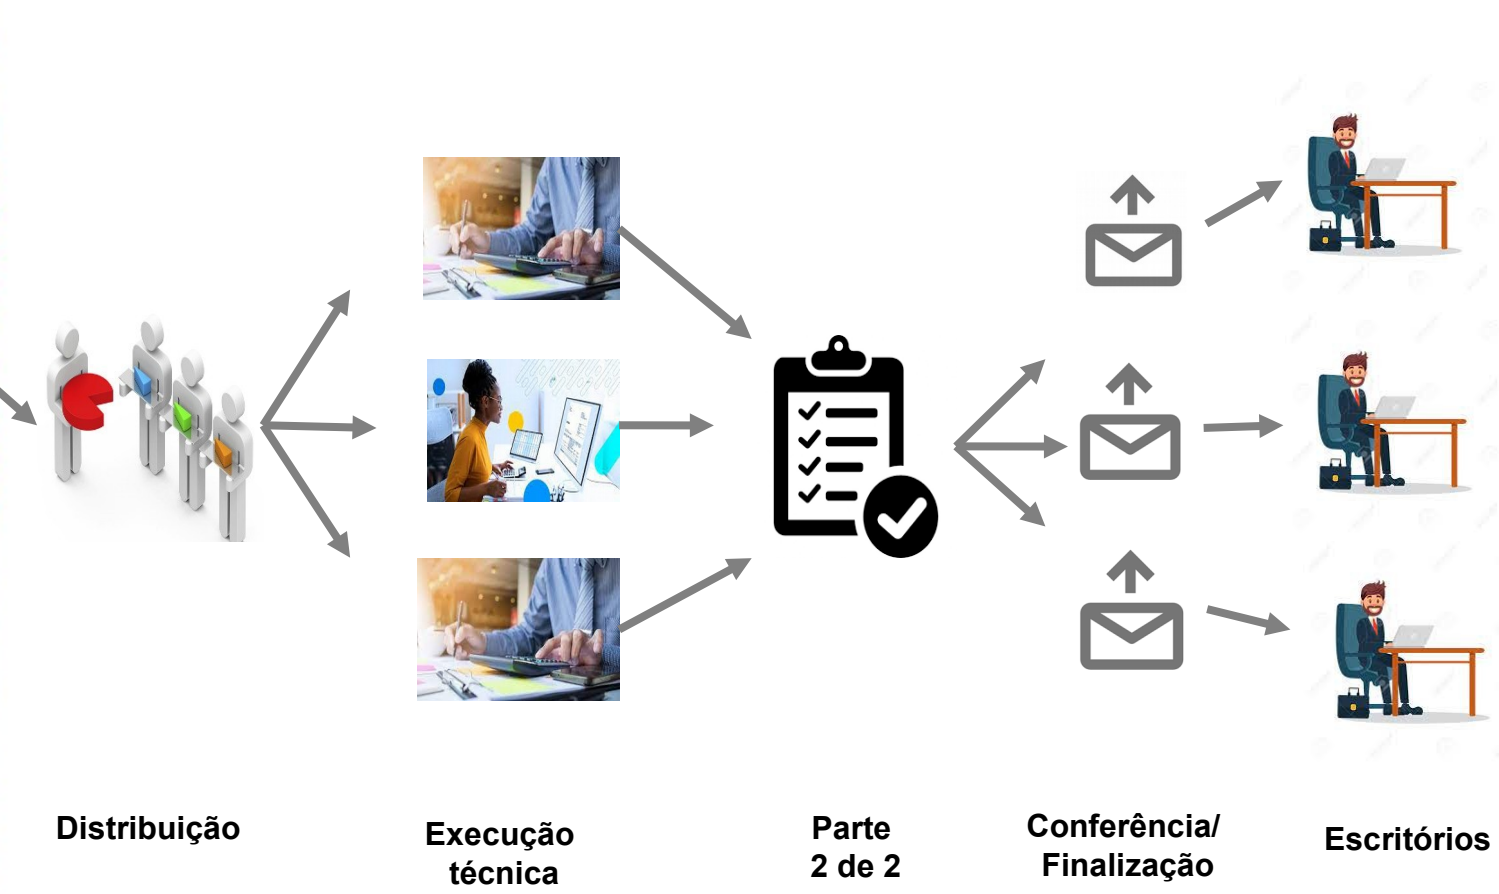 Distribuição
Execução
técnica
Parte
2 de 2
Conferência/
Finalização
Escritórios